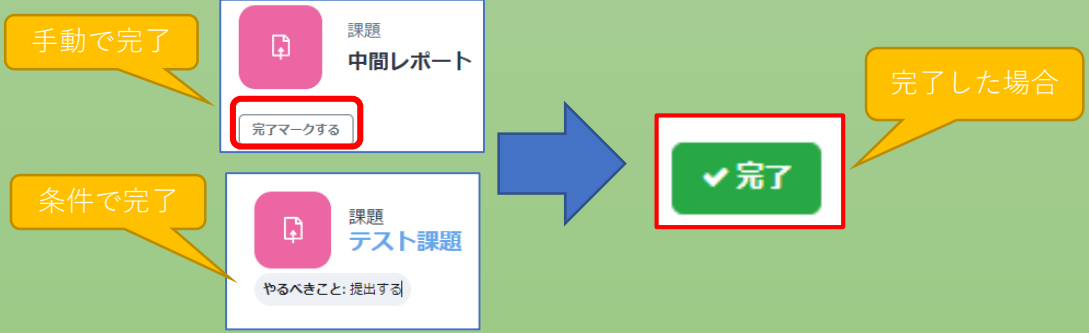 手動で完了
課題
中間レポート
完了マークする
条件で完了
課題
テスト課題
やるべきこと: 提出する
✔完了
完了した場合